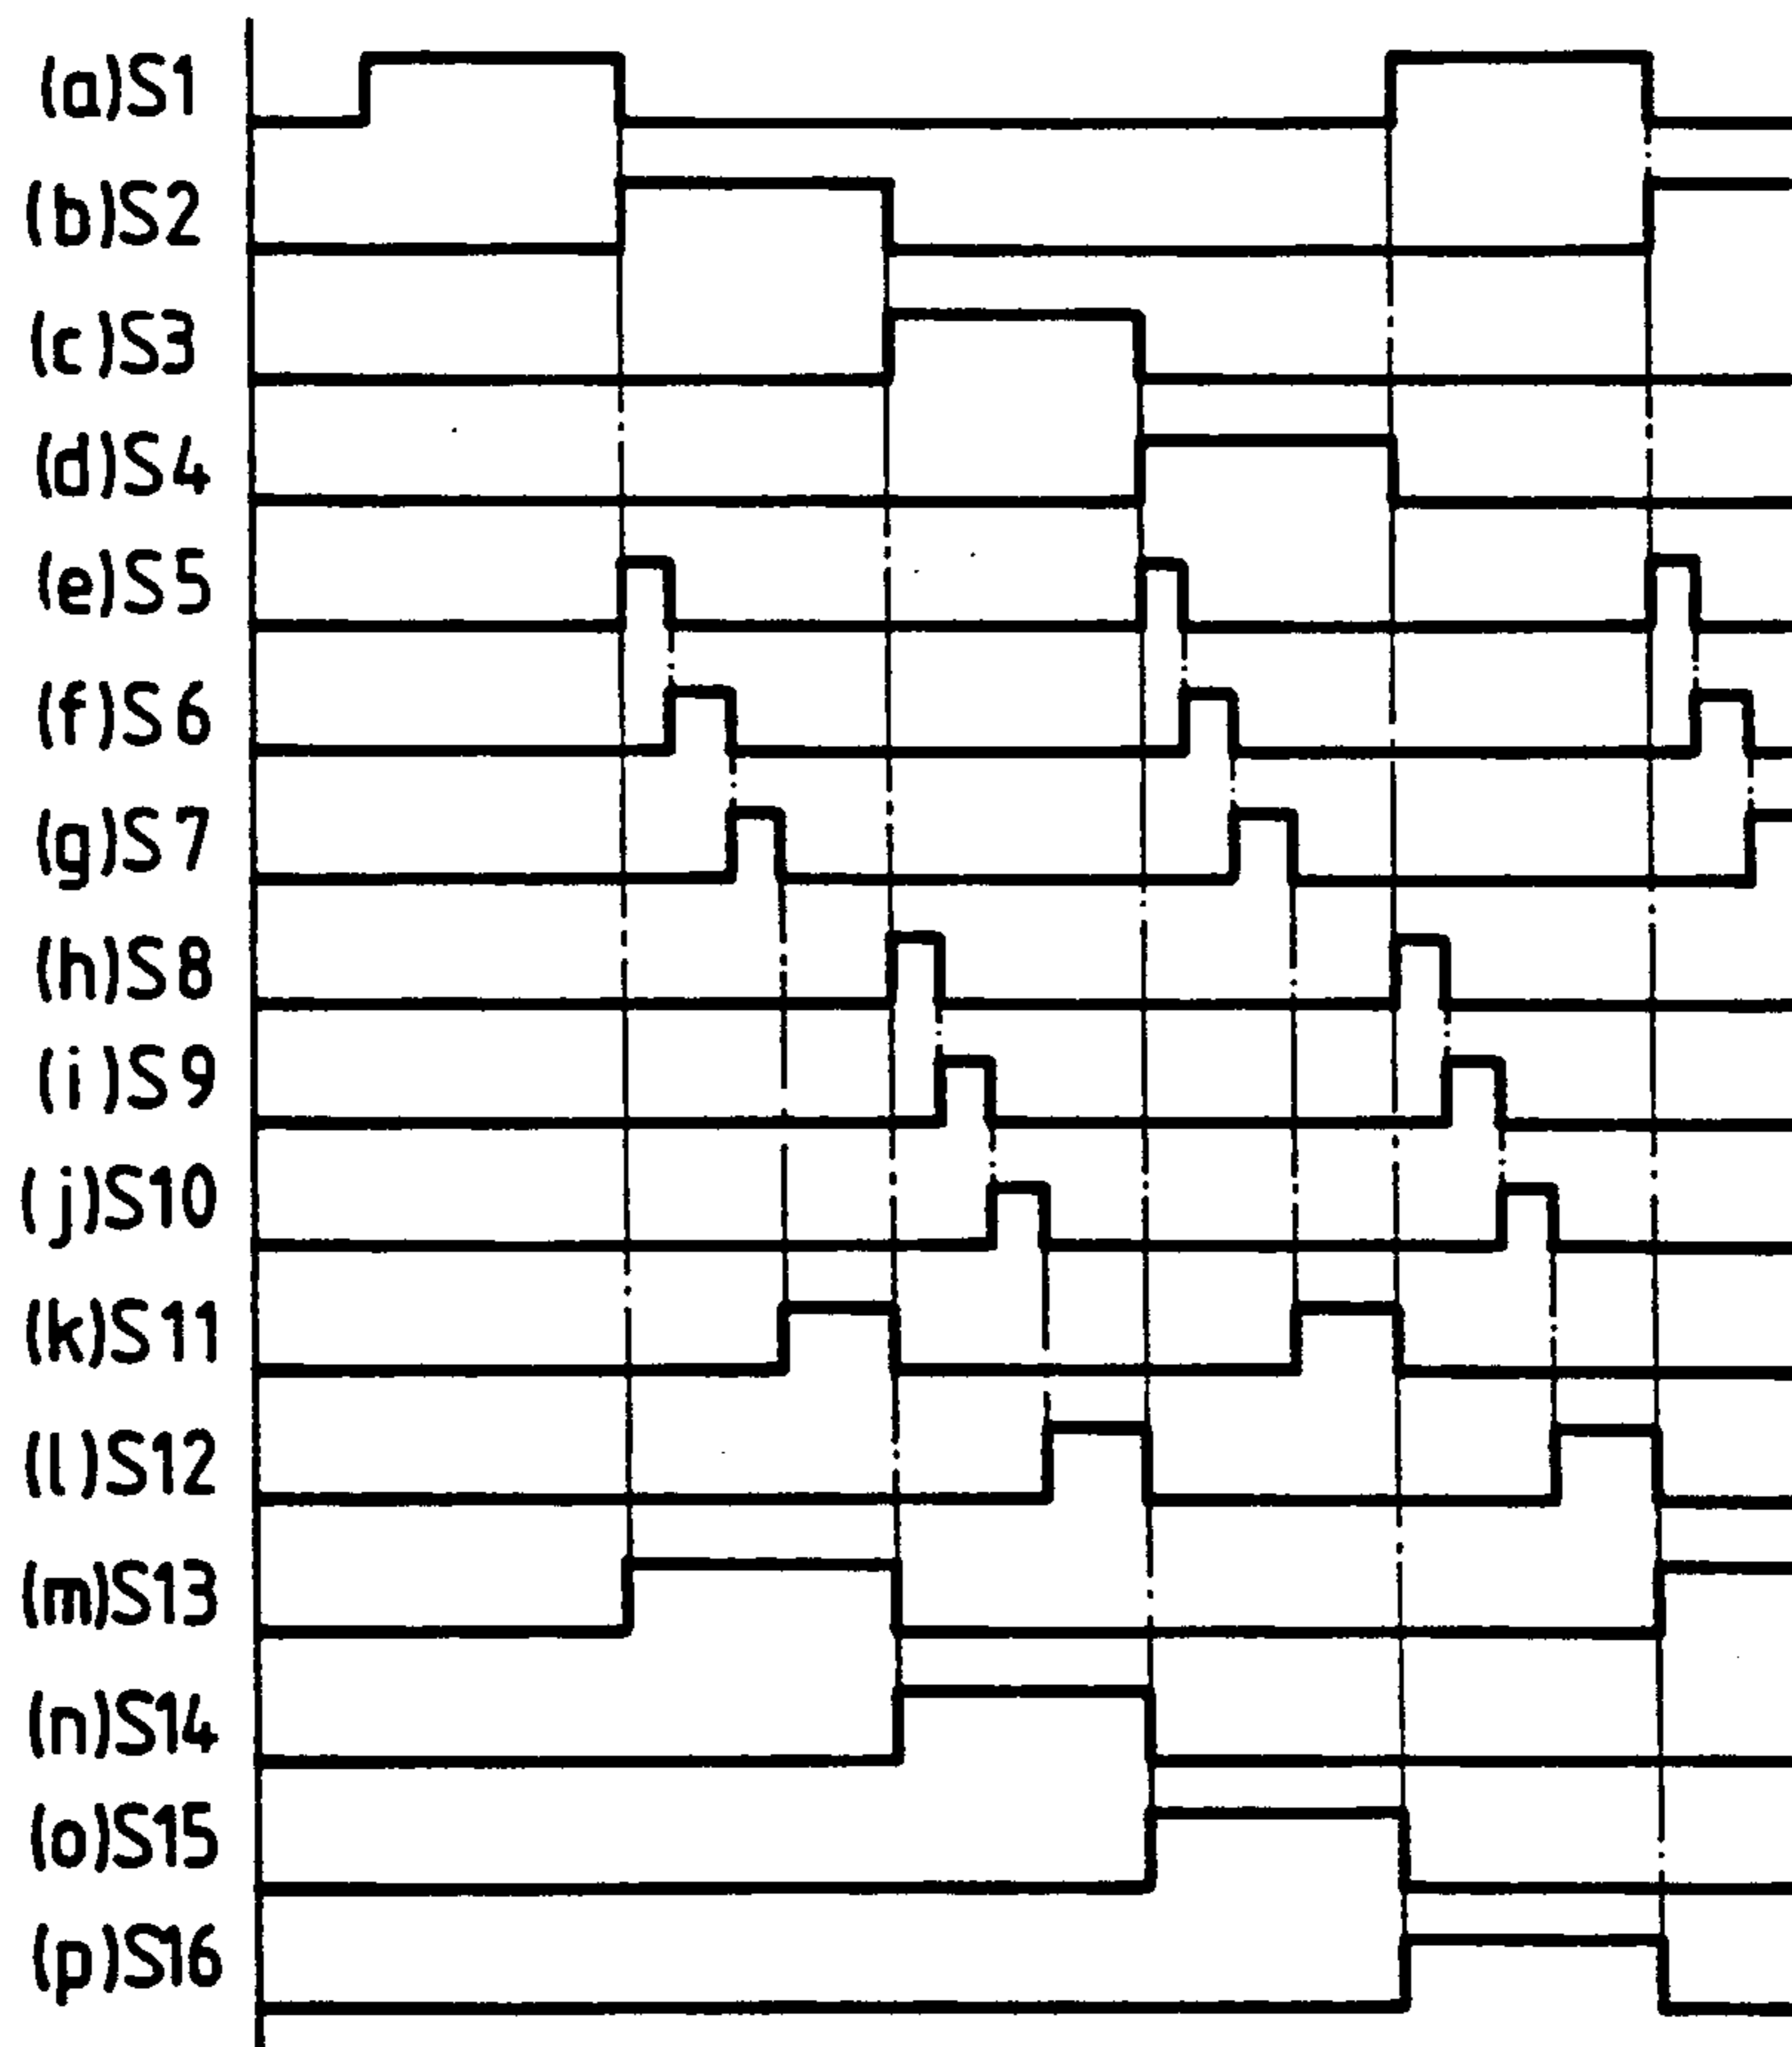 (a)S1
(b)S2
(c)S3
(d)S4
(e)S5
(f)S6
(g)S7
(h)S8
(i)S9
(j)S10
(k)S11
(l)S12
(m)S13
(n)S14
(o)S15
(p)S16